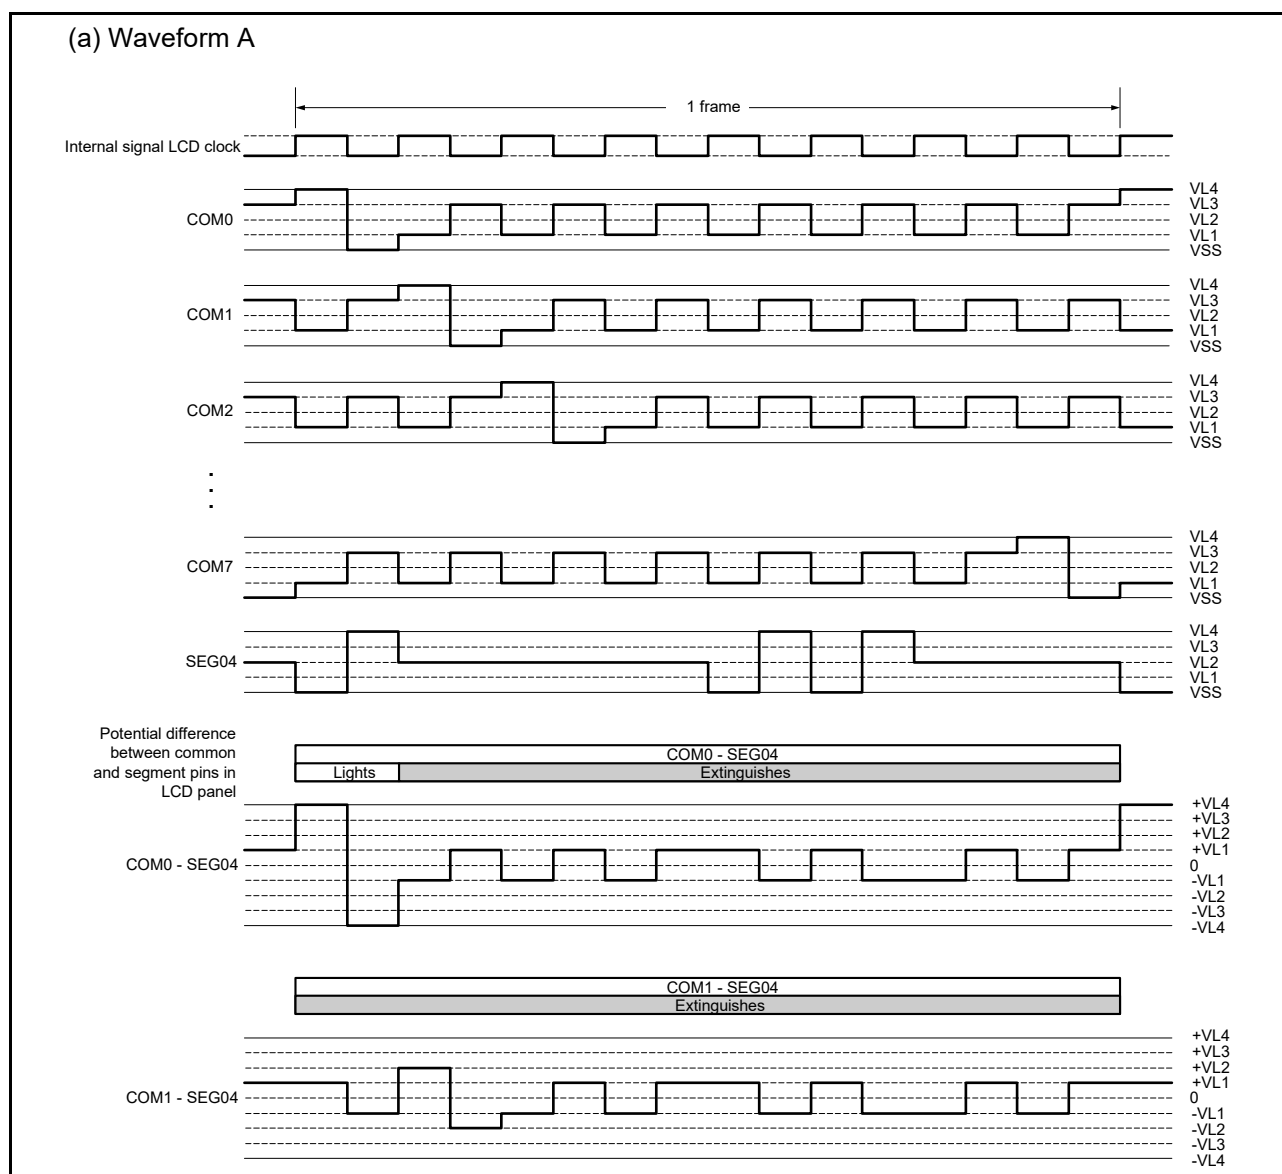 (a) Waveform A
1 frame
Internal signal LCD clock
COM0
VL4
VL3
VL2
VL1
VSS
COM1
VL4
VL3
VL2
VL1
VSS
COM2
VL4
VL3
VL2
VL1
VSS
COM7
VL4
VL3
VL2
VL1
VSS
SEG04
VL4
VL3
VL2
VL1
VSS
Potential difference
between common
and segment pins in
LCD panel
COM0 - SEG04
Lights
Extinguishes
COM0 - SEG04
+VL4
+VL3
+VL2
+VL1
0
-VL1
-VL2
-VL3
-VL4
COM1 - SEG04
Extinguishes
COM1 - SEG04
+VL4
+VL3
+VL2
+VL1
0
-VL1
-VL2
-VL3
-VL4